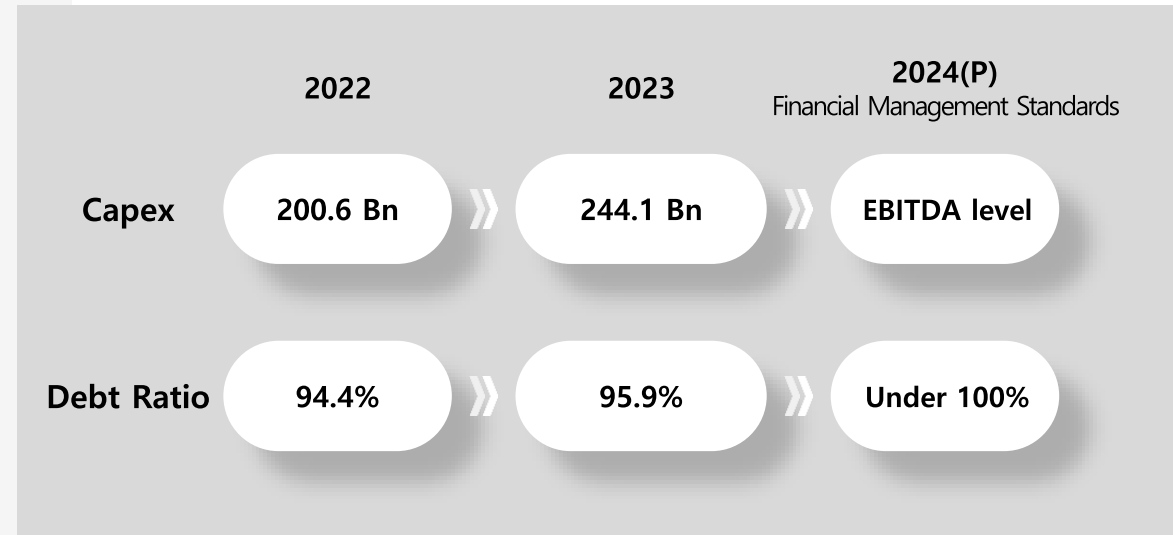 2022
2023
2024(P)
Financial Management Standards
Capex
200.6 Bn
244.1 Bn
EBITDA level
Debt Ratio
94.4%
95.9%
Under 100%